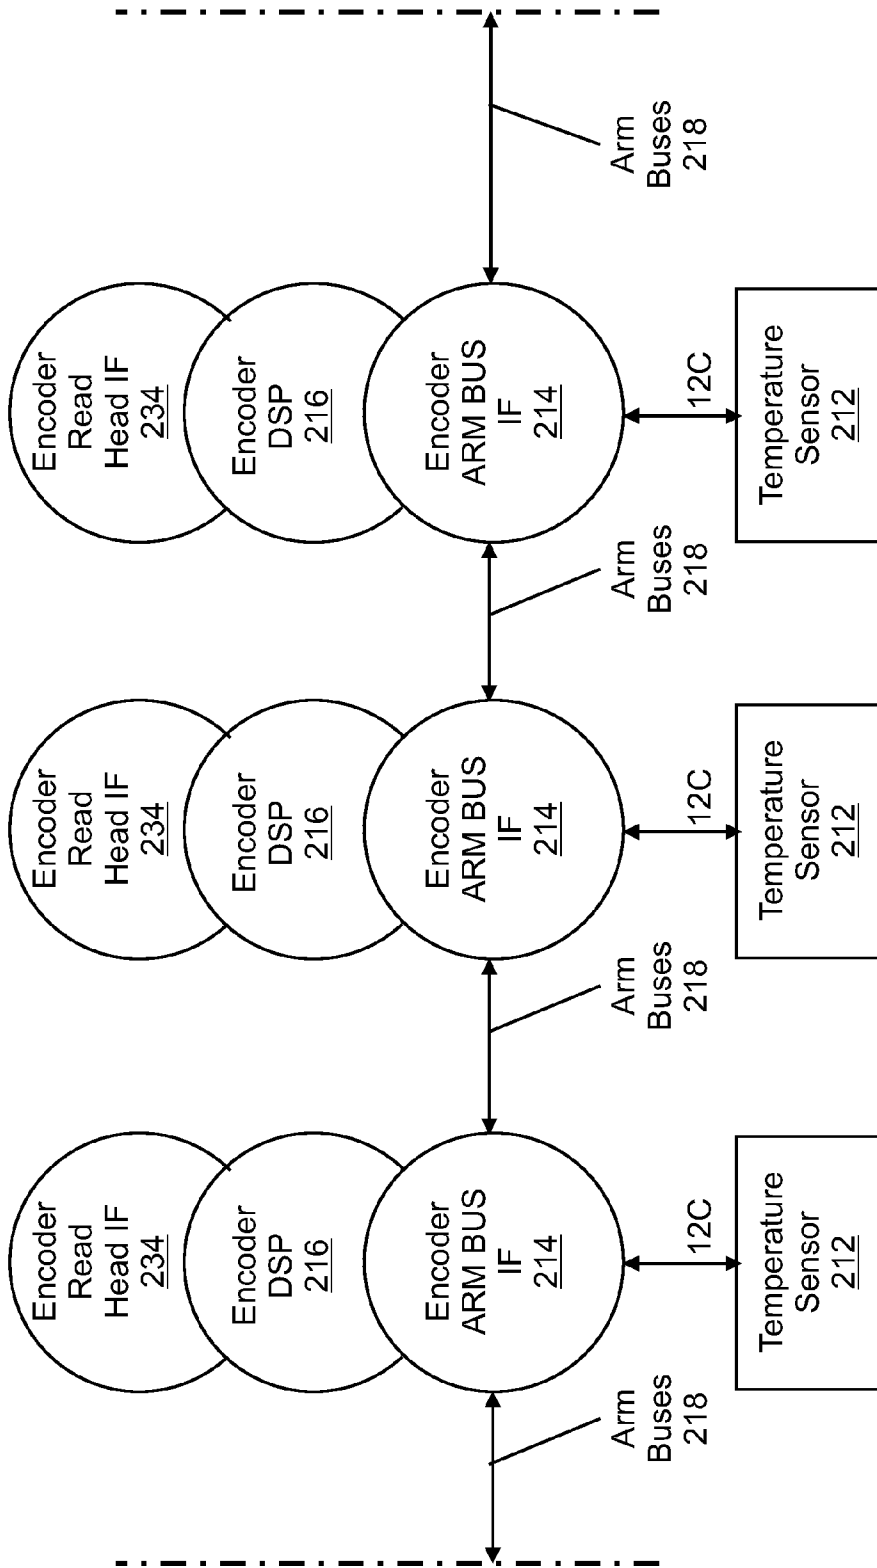 Encoder
Read
Head IF
234
Encoder
DSP
216
Encoder
ARM BUS
IF
214
Arm
Buses
218
12C
Temperature
Sensor
212
Encoder
Read
Head IF
234
Encoder
DSP
216
Encoder
ARM BUS
IF
214
Arm
Buses
218
12C
Temperature
Sensor
212
Encoder
Read
Head IF
234
Encoder
DSP
216
Encoder
ARM BUS
IF
214
Arm
Buses
218
12C
Temperature
Sensor
212
Arm
Buses
218